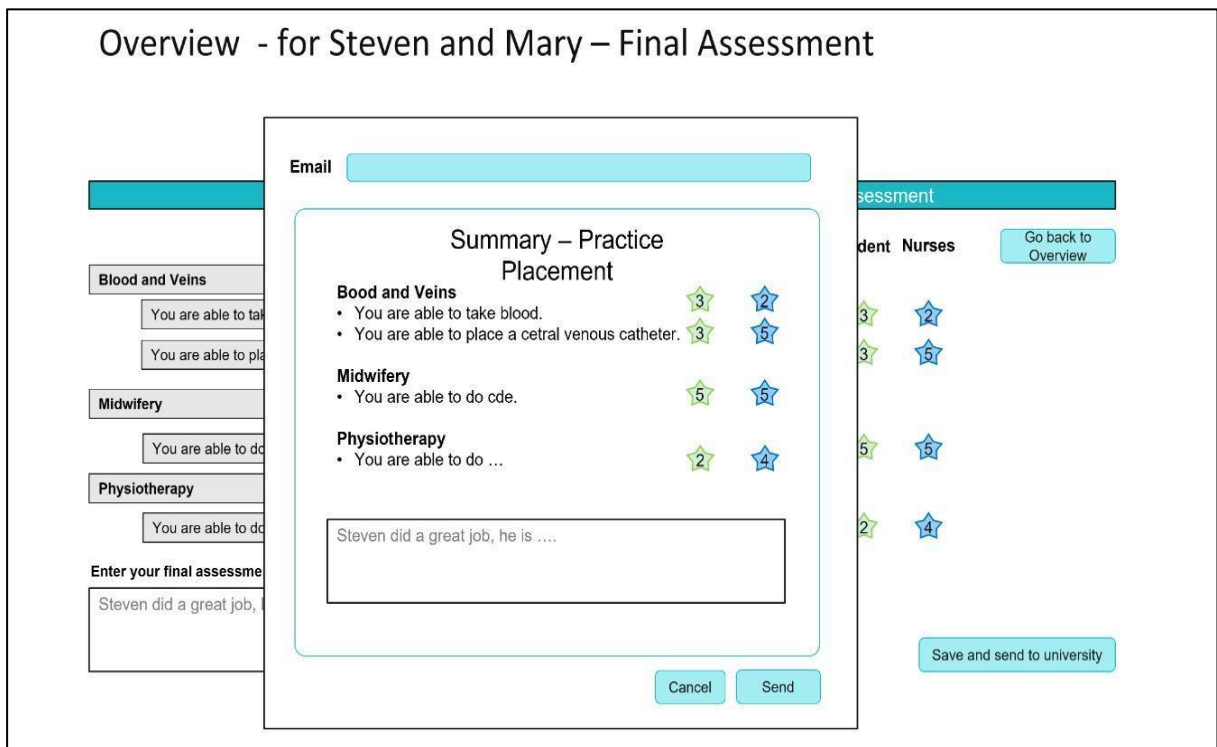 Overview - for Steven and Mary – Final Assessment
Email
sessment
Summary – Practice
Placement
dent Nurses
Go back to
Overview
Blood and Veins
Bood and Veins
You are able to tak
• You are able to take blood. 3 2
3 2
You are able to pla
• You are able to place a cetral venous catheter. 3 5
3 5
Midwifery
Midwifery
• You are able to do cde. 5 5
You are able to do
5 5
Physiotherapy
Physiotherapy
• You are able to do … 2 4
You are able to do
2 4
Enter your final assessme
Steven did a great job, he is ….
Steven did a great job,
Save and send to university
Cancel
Send